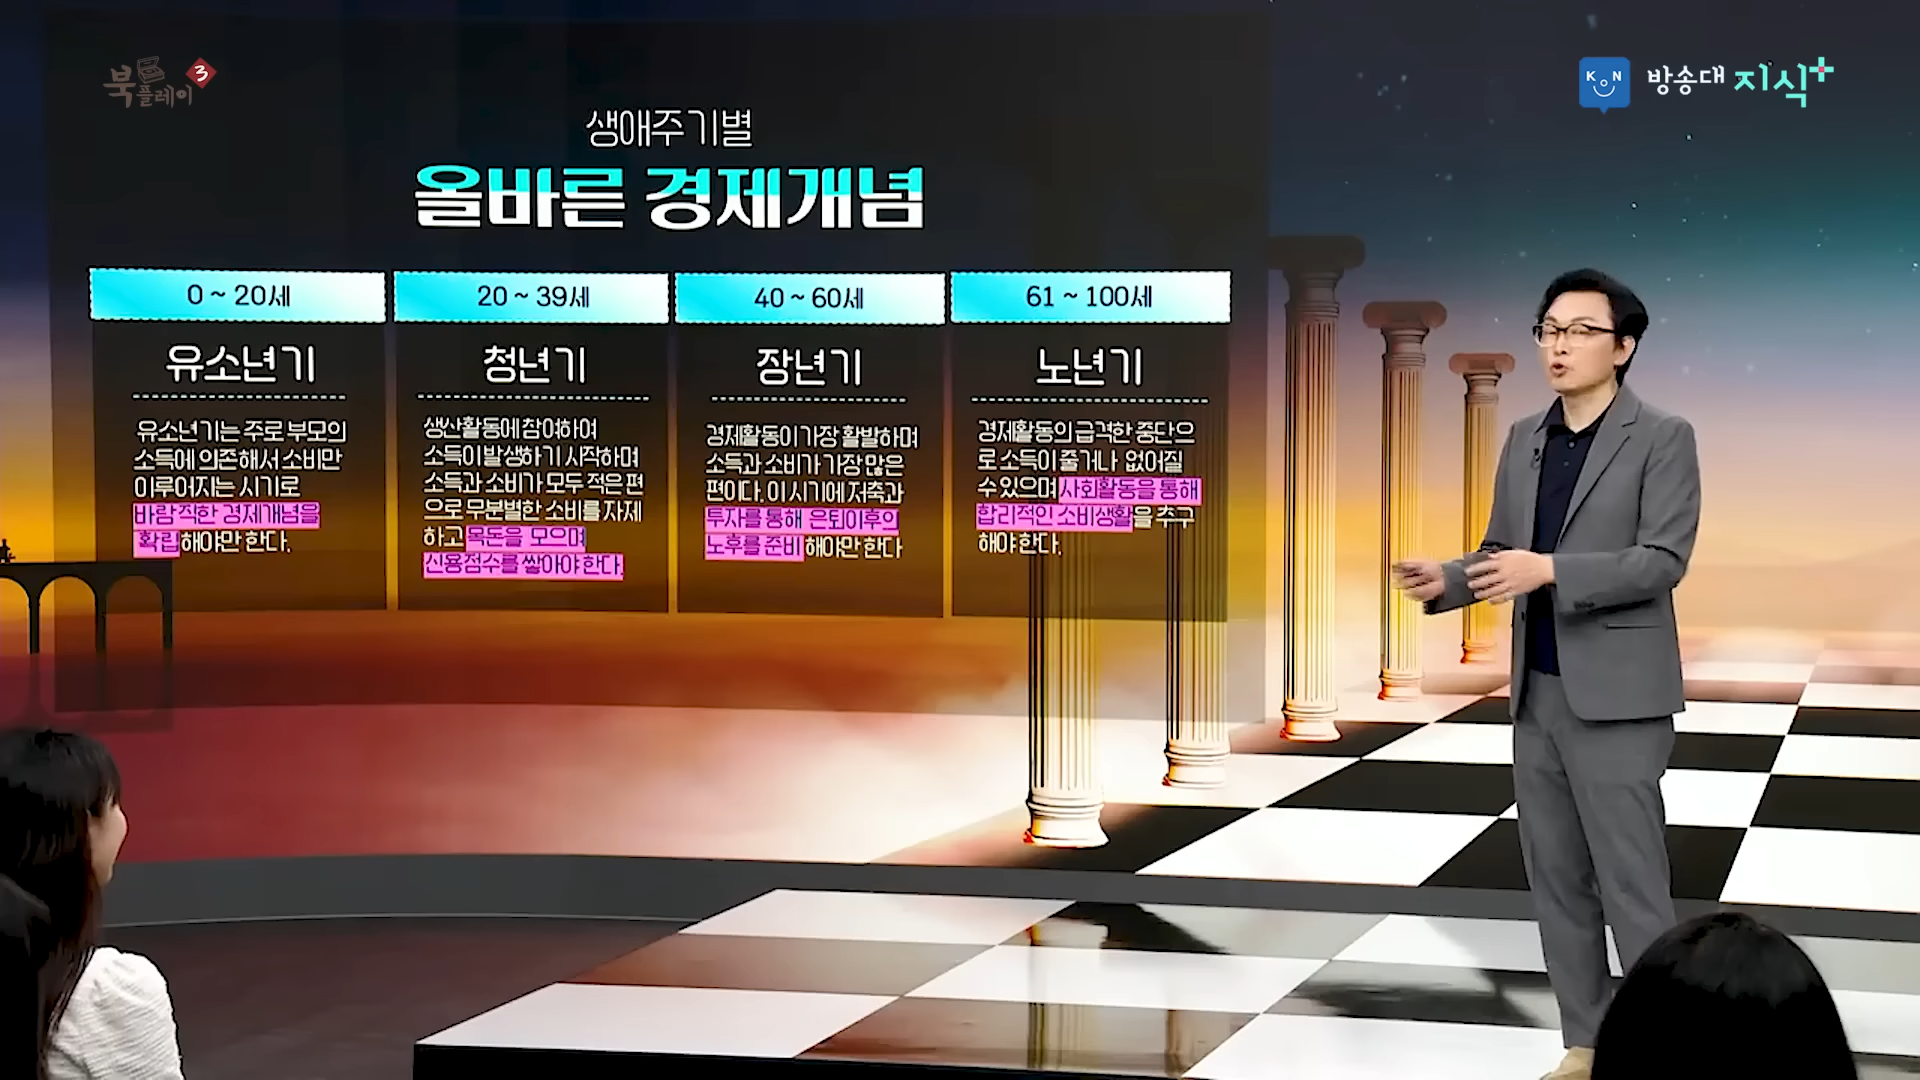 북플레이 3
KON 방송대 지식+
생애주기별
올바른 경제개념
0 ~ 20세
유소년기
유소년기는 주로 부모의
소득에 의존해서 소비만
이루어지는 시기로
바람직한 경제개념을
확립해야만 한다.
20 ~ 39세
청년기
생산활동에 참여하여
소득이 발생하기 시작하며
소득과 소비가 모두 적은 편
으로 무분별한 소비를 자제
하고 목돈을 모으며
신용점수를 쌓아야 한다.
40 ~ 60세
장년기
경제활동이 가장 활발하며
소득과 소비가 가장 많은
편이다. 이 시기에 저축과
투자를 통해 은퇴이후의
노후를 준비해야만 한다
61 ~ 100세
노년기
경제활동의 급격한 중단으
로 소득이 줄거나 없어질
수 있으며 사회활동을 통해
합리적인 소비생활을 추구
해야 한다.